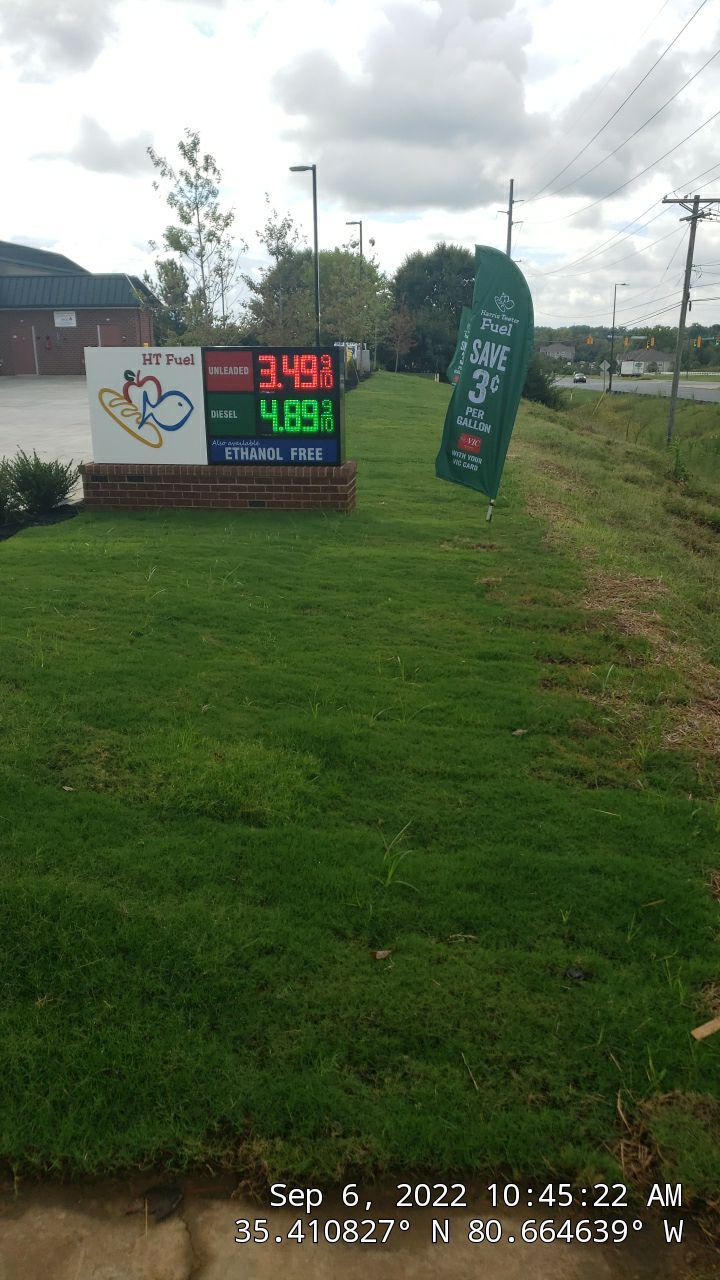 HT Fuel
UNLEADED 3.49 9/10
DIESEL 4.89 9/10
Also available
ETHANOL FREE
Harris Teeter
Fuel
SAVE
3¢
PER
GALLON
VIC
WITH YOUR
VIC CARD
Sep 6, 2022 10:45:22 AM
35.410827° N 80.664639° W